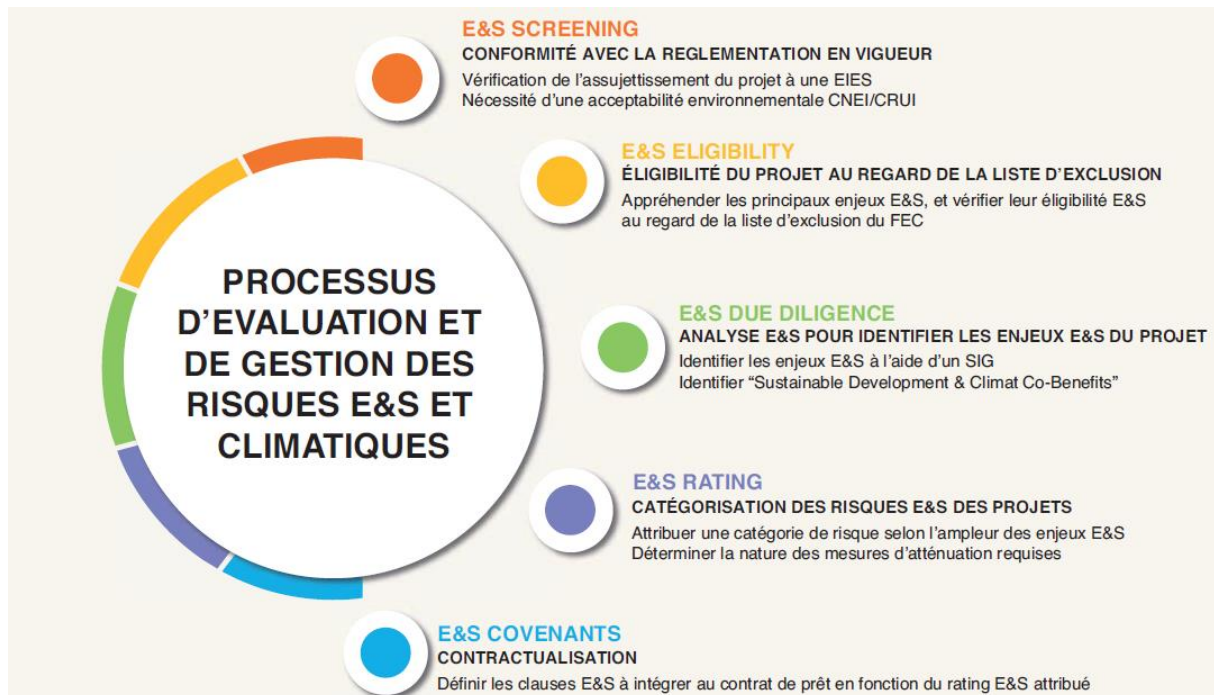 E&S SCREENING
CONFORMITÉ AVEC LA REGLEMENTATION EN VIGUEUR
Vérification de l'assujettissement du projet à une EIES
Nécessité d'une acceptabilité environnementale CNEI/CRUI
E&S ELIGIBILITY
ÉLIGIBILITÉ DU PROJET AU REGARD DE LA LISTE D'EXCLUSION
Appréhender les principaux enjeux E&S, et vérifier leur éligibilité E&S
au regard de la liste d'exclusion du FEC
PROCESSUS
D'EVALUATION ET
DE GESTION DES
RISQUES E&S ET
CLIMATIQUES
E&S DUE DILIGENCE
ANALYSE E&S POUR IDENTIFIER LES ENJEUX E&S DU PROJET
Identifier les enjeux E&S à l'aide d'un SIG
Identifier “Sustainable Development & Climat Co-Benefits”
E&S RATING
CATÉGORISATION DES RISQUES E&S DES PROJETS
Attribuer une catégorie de risque selon l'ampleur des enjeux E&S
Déterminer la nature des mesures d'atténuation requises
E&S COVENANTS
CONTRACTUALISATION
Définir les clauses E&S à intégrer au contrat de prêt en fonction du rating E&S attribué